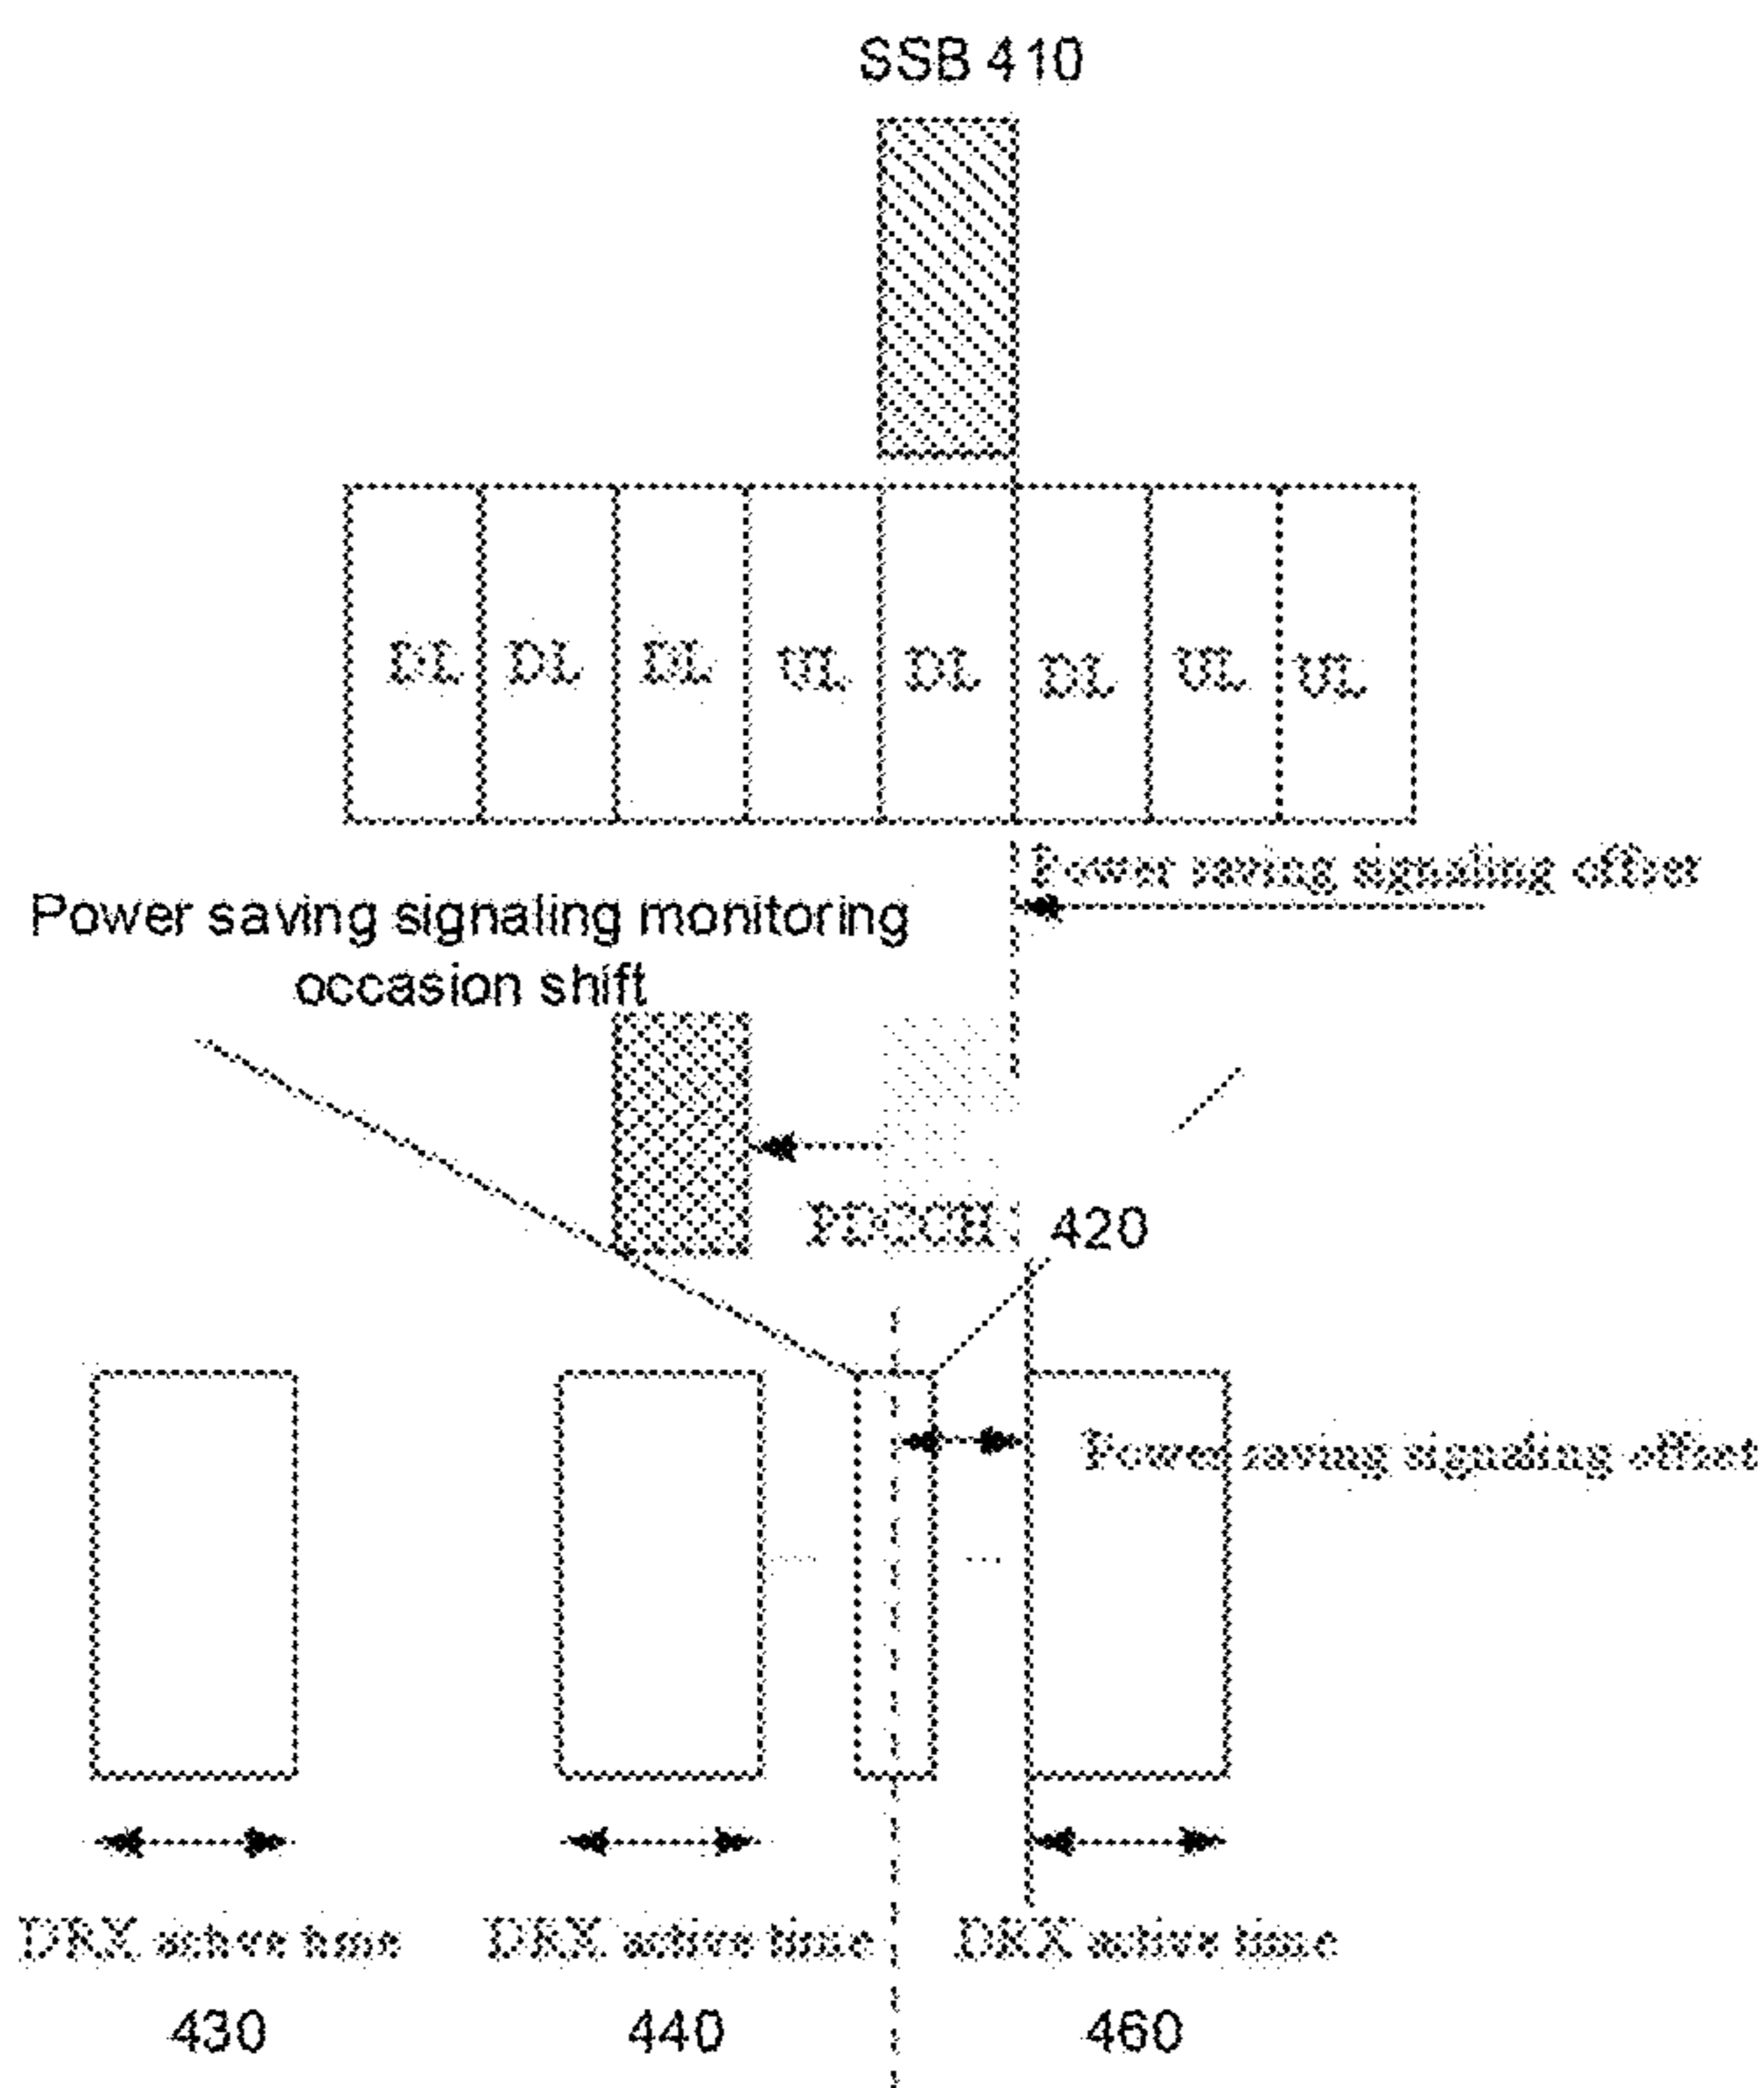 SSB 410
DL DL DL UL DL DL UL UL
Power saving signaling offset
Power saving signaling monitoring
occasion shift
PDCCH
420
Power saving signaling offset
DRX active time DRX active time DRX active time
430 440 460